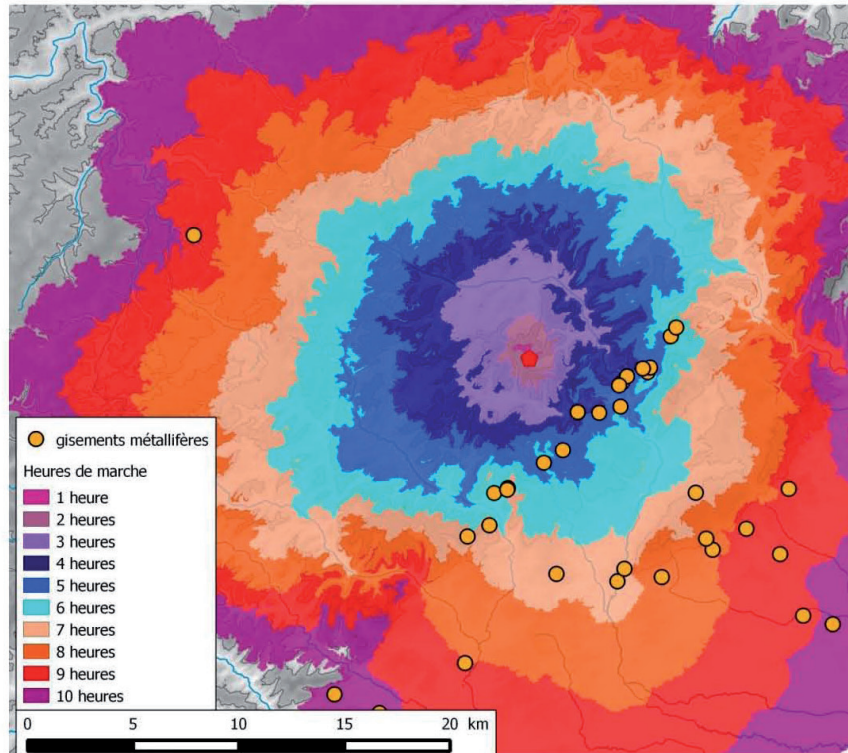 gisements métallifères
Heures de marche
1 heure
2 heures
3 heures
4 heures
5 heures
6 heures
7 heures
8 heures
9 heures
10 heures
0 5 10 15 20 km